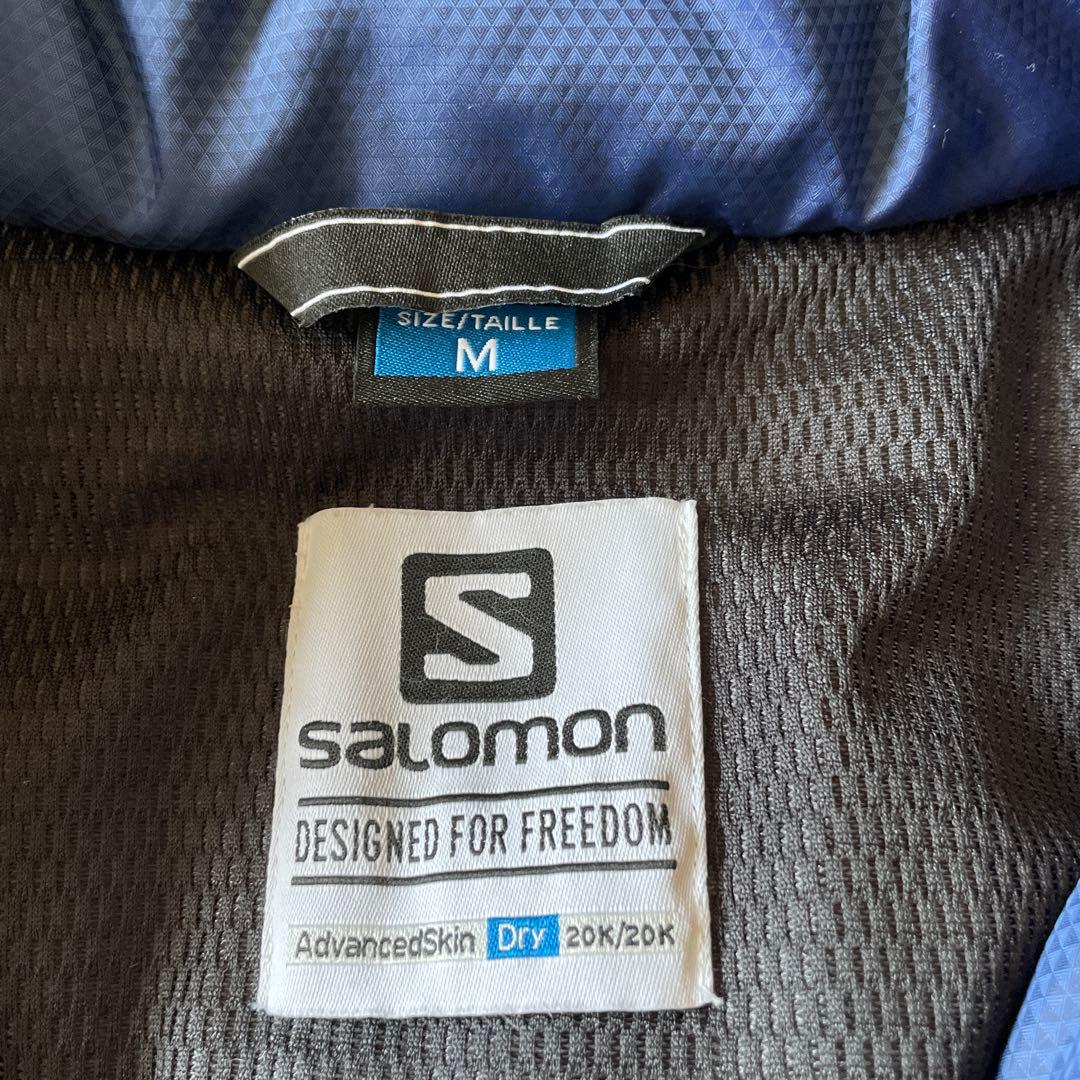 SIZE/TAILLE
M
S
salomon
DESIGNED FOR FREEDOM
AdvancedSkin Dry 20K/20K